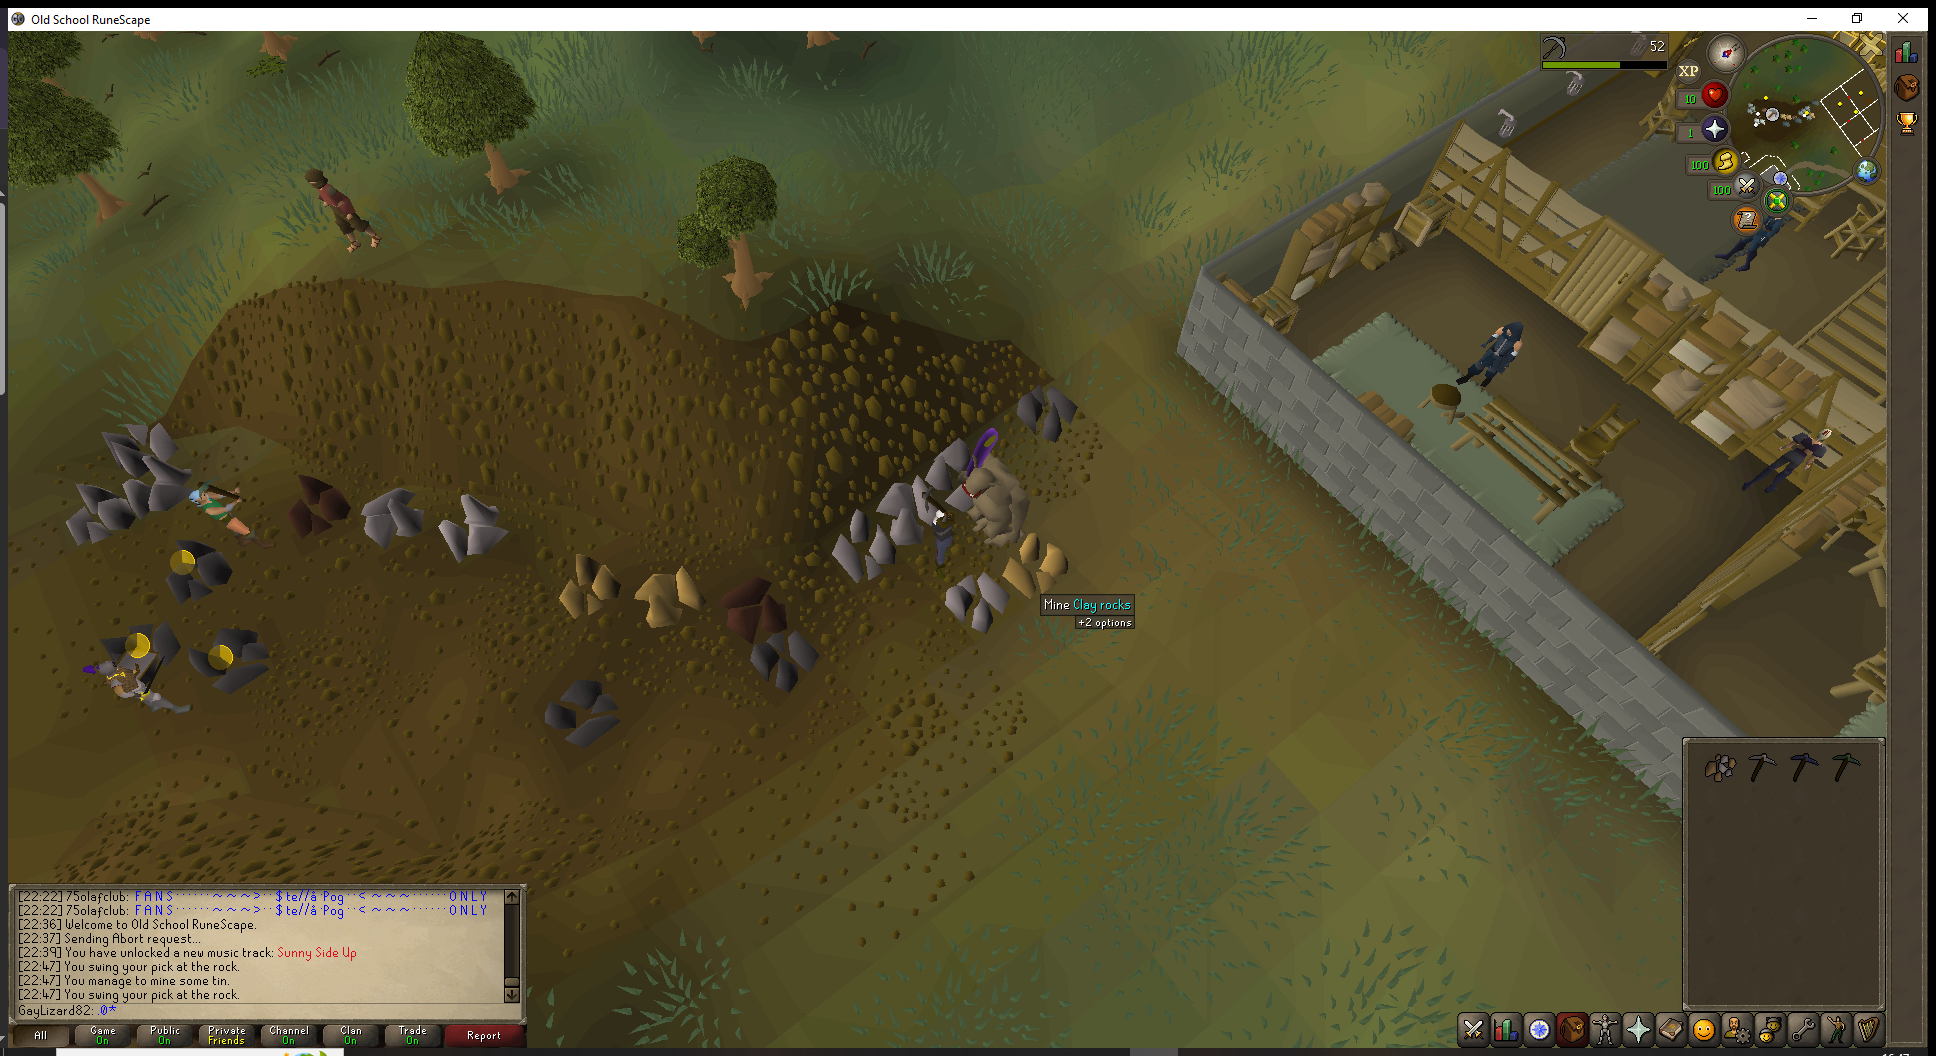 Old School RuneScape
52
XP
10
1
100
100
Mine Clay rocks
+2 options
[22:22] 75olafclub: F A N S ······ ~ ~ ~ > ·· $ te//å ·Pog ·· < ~ ~ ~ ······ O N L Y
[22:22] 75olafclub: F A N S ······ ~ ~ ~ > ·· $ te//å ·Pog ·· < ~ ~ ~ ······ O N L Y
[22:36] Welcome to Old School RuneScape.
[22:37] Sending Abort request...
[22:39] You have unlocked a new music track: Sunny Side Up
[22:47] You swing your pick at the rock.
[22:47] You manage to mine some tin.
[22:47] You swing your pick at the rock.
GayLizard82: .0*
All
Game On
Public On
Private Friends
Channel On
Clan On
Trade On
Report